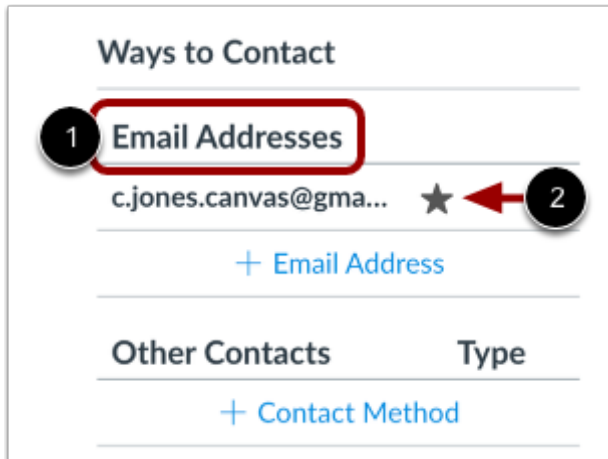 Ways to Contact
1 Email Addresses
c.jones.canvas@gma... ★ 2
+ Email Address
Other Contacts Type
+ Contact Method